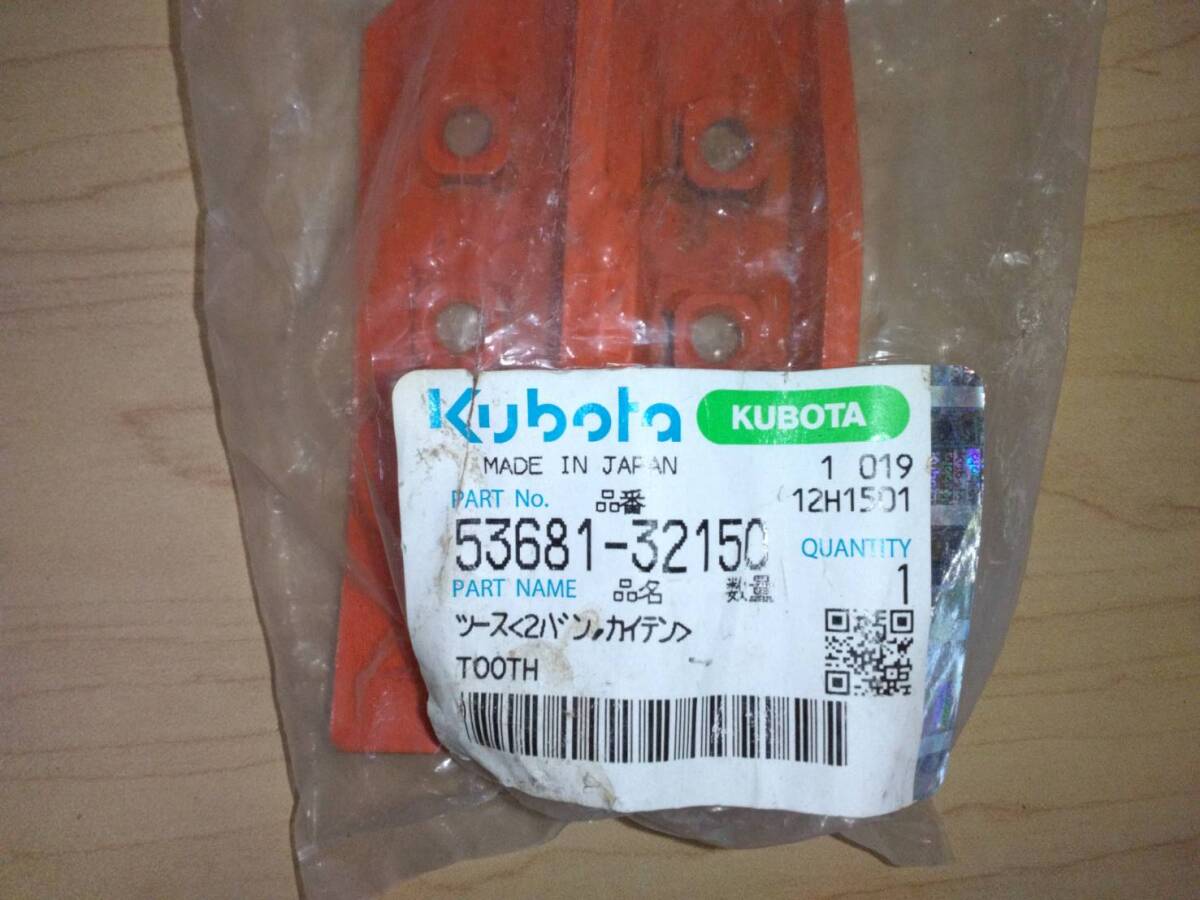 Kubota KUBOTA
MADE IN JAPAN 1 019
PART No. 品番 12H1501
53681-32150 QUANTITY
PART NAME 品名 数量 1
ツース<2バン,カイテン>
TOOTH